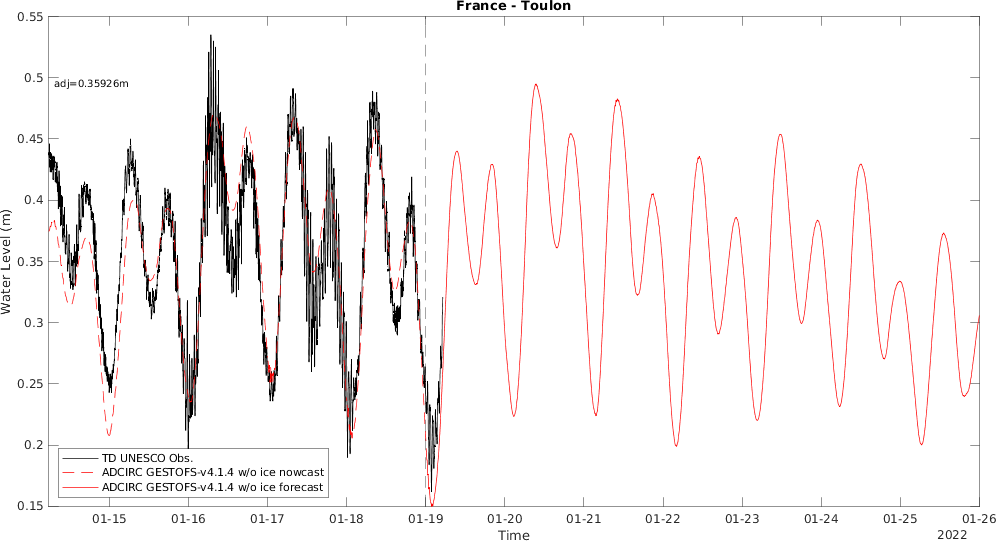 France - Toulon
0.55
0.5
0.45
0.4
0.35
0.3
0.25
0.2
0.15
Water Level (m)
adj=0.35926m
TD UNESCO Obs.
ADCIRC GESTOFS-v4.1.4 w/o ice nowcast
ADCIRC GESTOFS-v4.1.4 w/o ice forecast
01-15 01-16 01-17 01-18 01-19 01-20 01-21 01-22 01-23 01-24 01-25 01-26
Time
2022